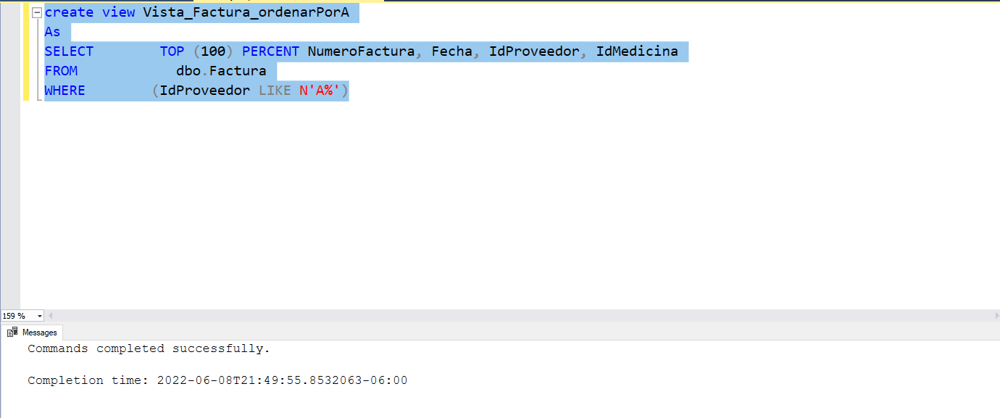 create view Vista_Factura_ordenarPorA
As
SELECT TOP (100) PERCENT NumeroFactura, Fecha, IdProveedor, IdMedicina
FROM dbo.Factura
WHERE (IdProveedor LIKE N'A%')
159 %
Messages
Commands completed successfully.
Completion time: 2022-06-08T21:49:55.8532063-06:00